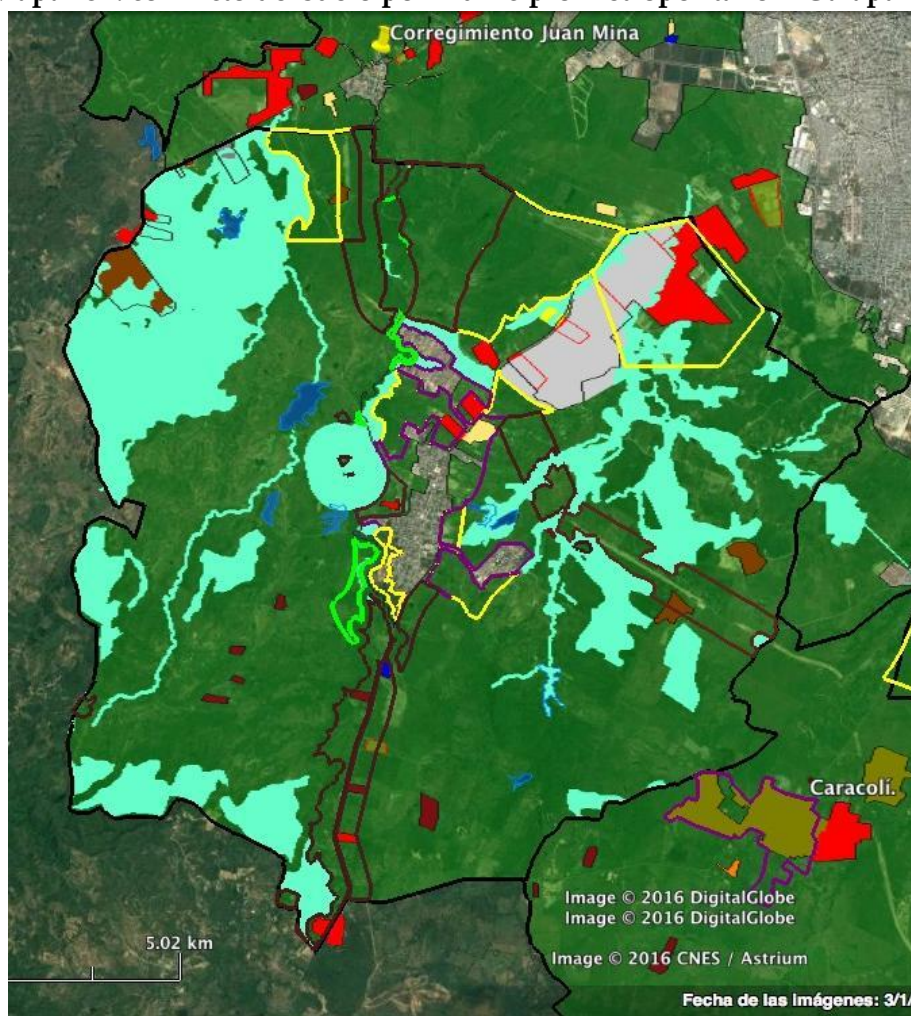 Corregimiento Juan Mina
Caracolí.
Image © 2016 DigitalGlobe
Image © 2016 DigitalGlobe
5.02 km
Image © 2016 CNES / Astrium
Fecha de las imágenes: 3/1/